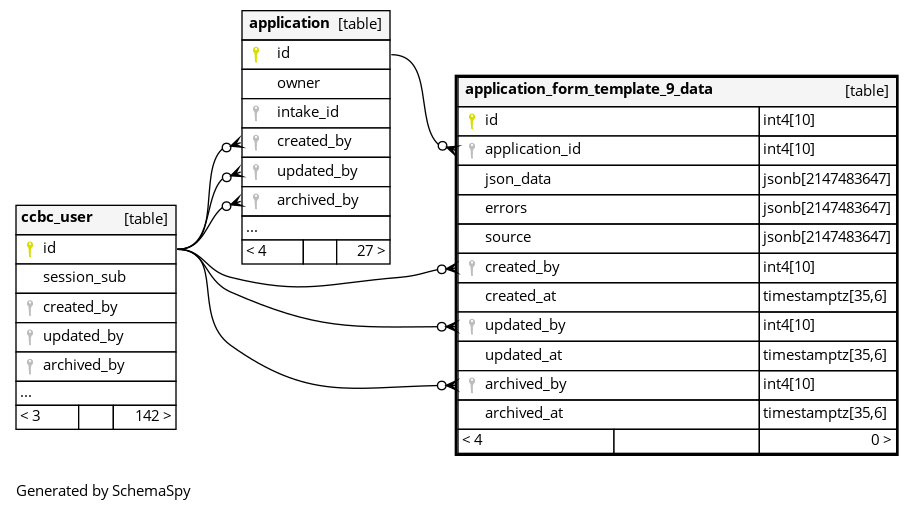 application [table]
id
owner
intake_id
created_by
updated_by
archived_by
...
< 4 27 >
ccbc_user [table]
id
session_sub
created_by
updated_by
archived_by
...
< 3 142 >
application_form_template_9_data [table]
id int4[10]
application_id int4[10]
json_data jsonb[2147483647]
errors jsonb[2147483647]
source jsonb[2147483647]
created_by int4[10]
created_at timestamptz[35,6]
updated_by int4[10]
updated_at timestamptz[35,6]
archived_by int4[10]
archived_at timestamptz[35,6]
< 4 0 >
Generated by SchemaSpy